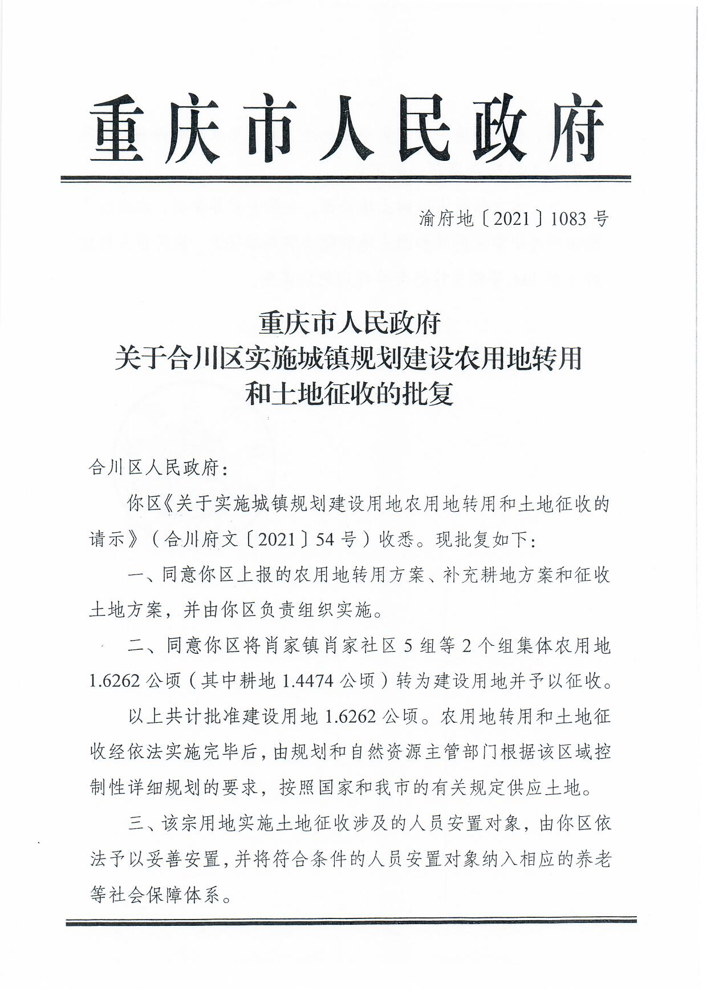 重庆市人民政府
渝府地〔2021〕1083号
重庆市人民政府
关于合川区实施城镇规划建设农用地转用
和土地征收的批复
合川区人民政府：
你区《关于实施城镇规划建设用地农用地转用和土地征收的
请示》（合川府文〔2021〕54号）收悉。现批复如下：
一、同意你区上报的农用地转用方案、补充耕地方案和征收
土地方案，并由你区负责组织实施。
二、同意你区将肖家镇肖家社区5组等2个组集体农用地
1.6262公顷（其中耕地1.4474公顷）转为建设用地并予以征收。
以上共计批准建设用地1.6262公顷。农用地转用和土地征
收经依法实施完毕后，由规划和自然资源主管部门根据该区域控
制性详细规划的要求，按照国家和我市的有关规定供应土地。
三、该宗用地实施土地征收涉及的人员安置对象，由你区依
法予以妥善安置，并将符合条件的人员安置对象纳入相应的养老
等社会保障体系。